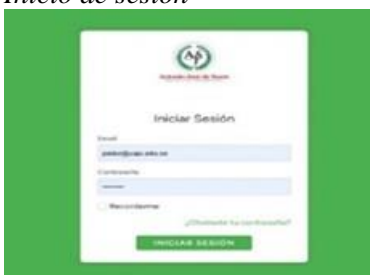 Inicio de sesión
Iniciar Sesión
Email
Contraseña
Recordarme
¿Olvidaste tu contraseña?
INICIAR SESIÓN